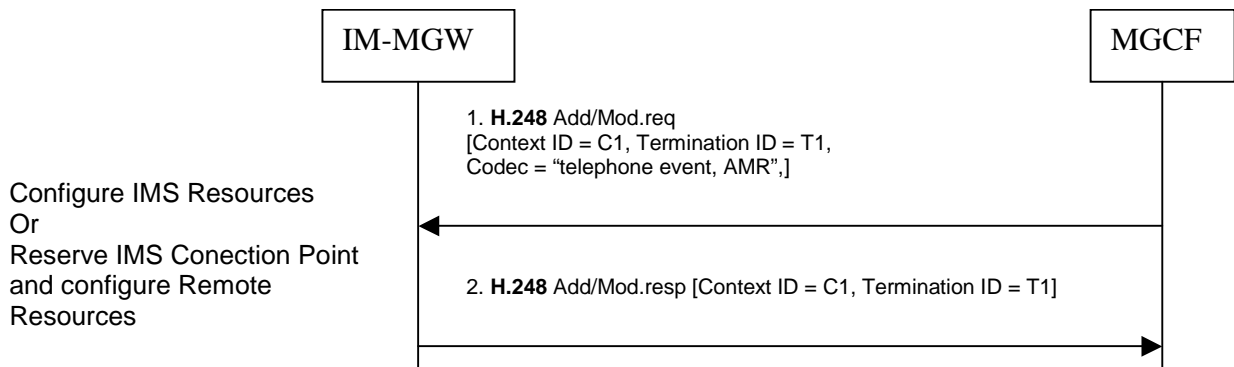 IM-MGW
MGCF
1. H.248 Add/Mod.req
[Context ID = C1, Termination ID = T1,
Codec = “telephone event, AMR”,]
Configure IMS Resources
Or
Reserve IMS Conection Point
and configure Remote
Resources
2. H.248 Add/Mod.resp [Context ID = C1, Termination ID = T1]